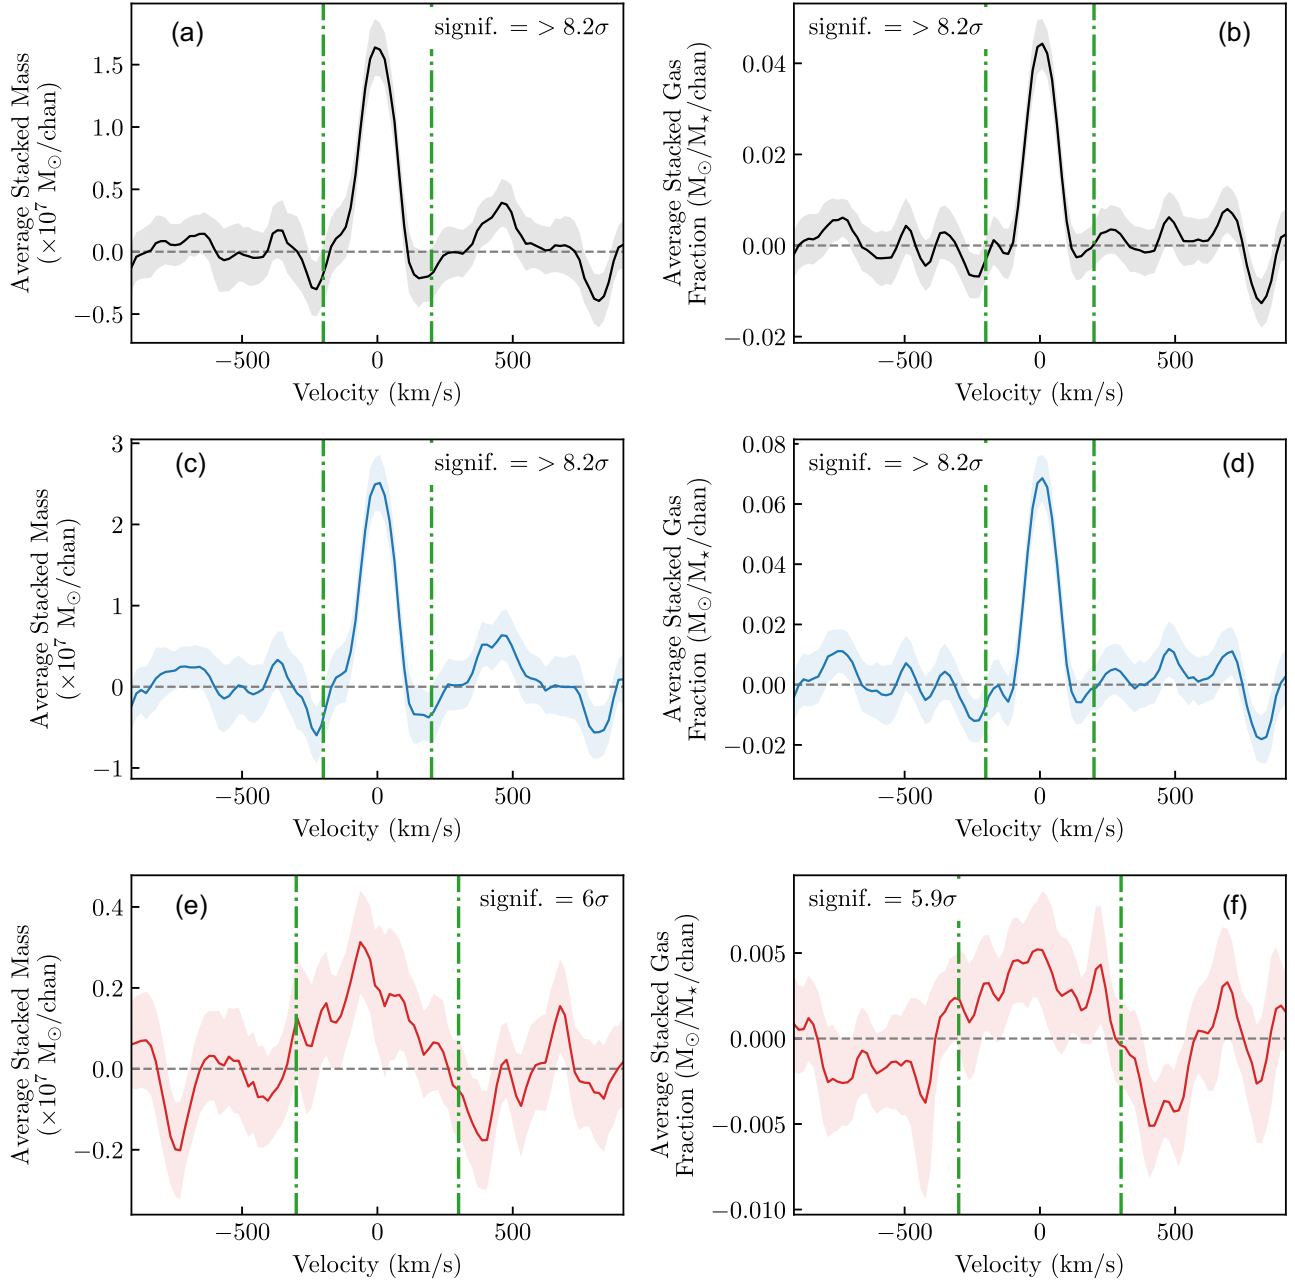 (a)
signif. = > 8.2σ
1.5
1.0
0.5
0.0
−0.5
Average Stacked Mass
(×10⁷ M⊙/chan)
−500
0
500
Velocity (km/s)
signif. = > 8.2σ
(b)
0.04
0.02
0.00
−0.02
Average Stacked Gas
Fraction (M⊙/M⋆/chan)
−500
0
500
Velocity (km/s)
(c)
signif. = > 8.2σ
3
2
1
0
−1
Average Stacked Mass
(×10⁷ M⊙/chan)
−500
0
500
Velocity (km/s)
signif. = > 8.2σ
(d)
0.08
0.06
0.04
0.02
0.00
−0.02
Average Stacked Gas
Fraction (M⊙/M⋆/chan)
−500
0
500
Velocity (km/s)
(e)
signif. = 6σ
0.4
0.2
0.0
−0.2
Average Stacked Mass
(×10⁷ M⊙/chan)
−500
0
500
Velocity (km/s)
signif. = 5.9σ
(f)
0.005
0.000
−0.005
−0.010
Average Stacked Gas
Fraction (M⊙/M⋆/chan)
−500
0
500
Velocity (km/s)